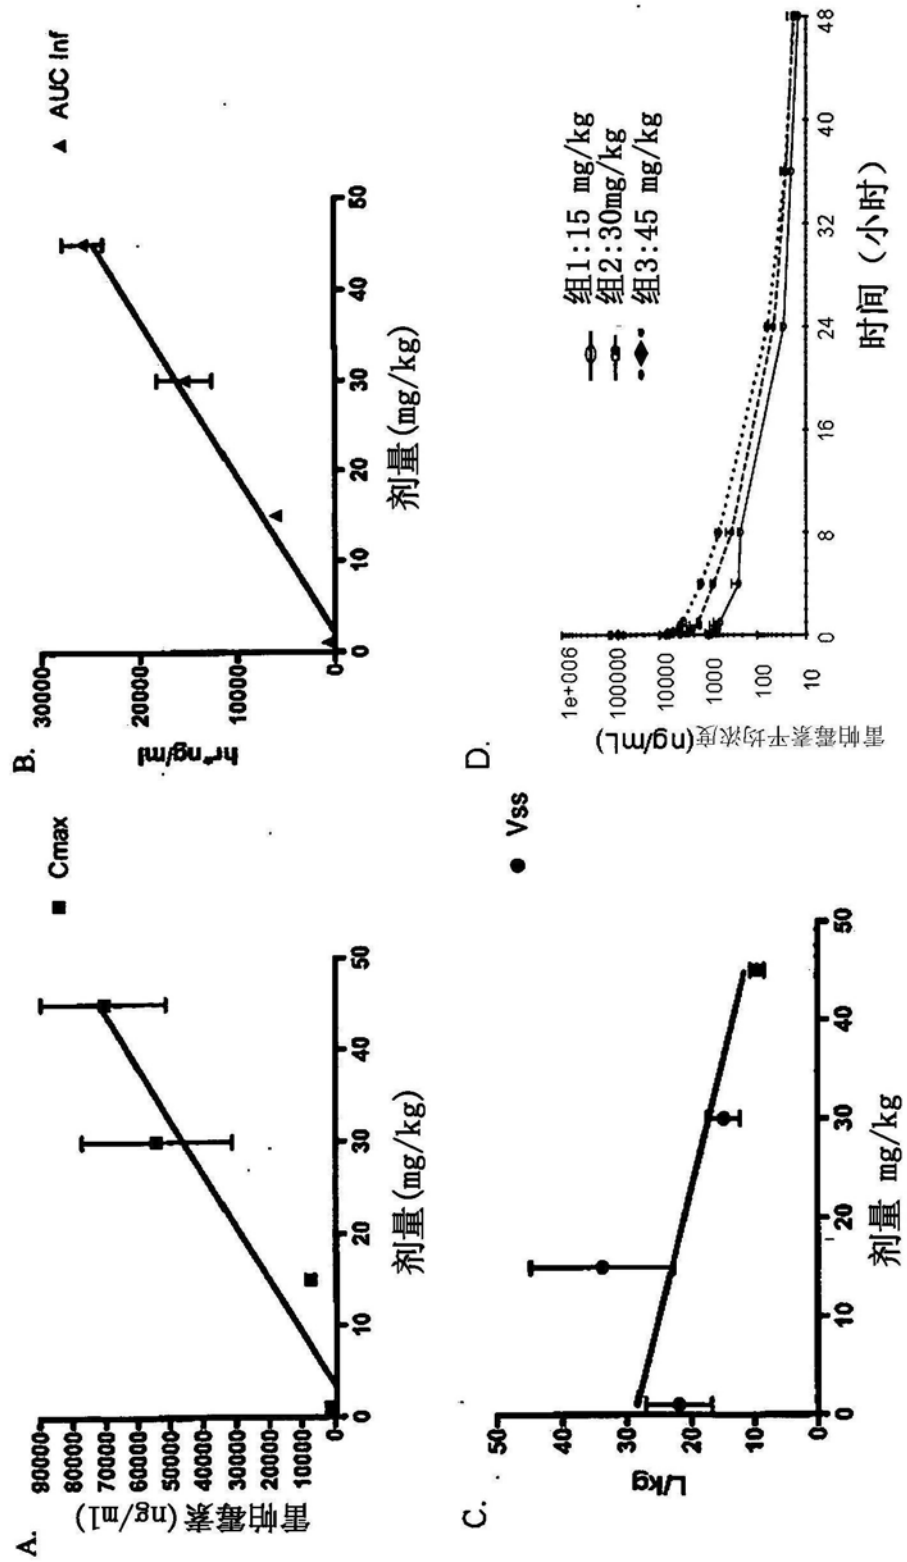 A.
雷帕霉素(ng/ml)
90000
80000
70000
60000
50000
40000
30000
20000
10000
0
0 10 20 30 40 50
剂量(mg/kg)
Cmax
B.
hr*ng/ml
30000
20000
10000
0
0 10 20 30 40 50
剂量(mg/kg)
AUC Inf
C.
L/kg
50
40
30
20
10
0
0 10 20 30 40 50
剂量 mg/kg
Vss
D.
雷帕霉素平均浓度(ng/mL)
1e+006
100000
10000
1000
100
10
0 8 16 24 32 40 48
时间 (小时)
组1:15 mg/kg
组2:30mg/kg
组3:45 mg/kg